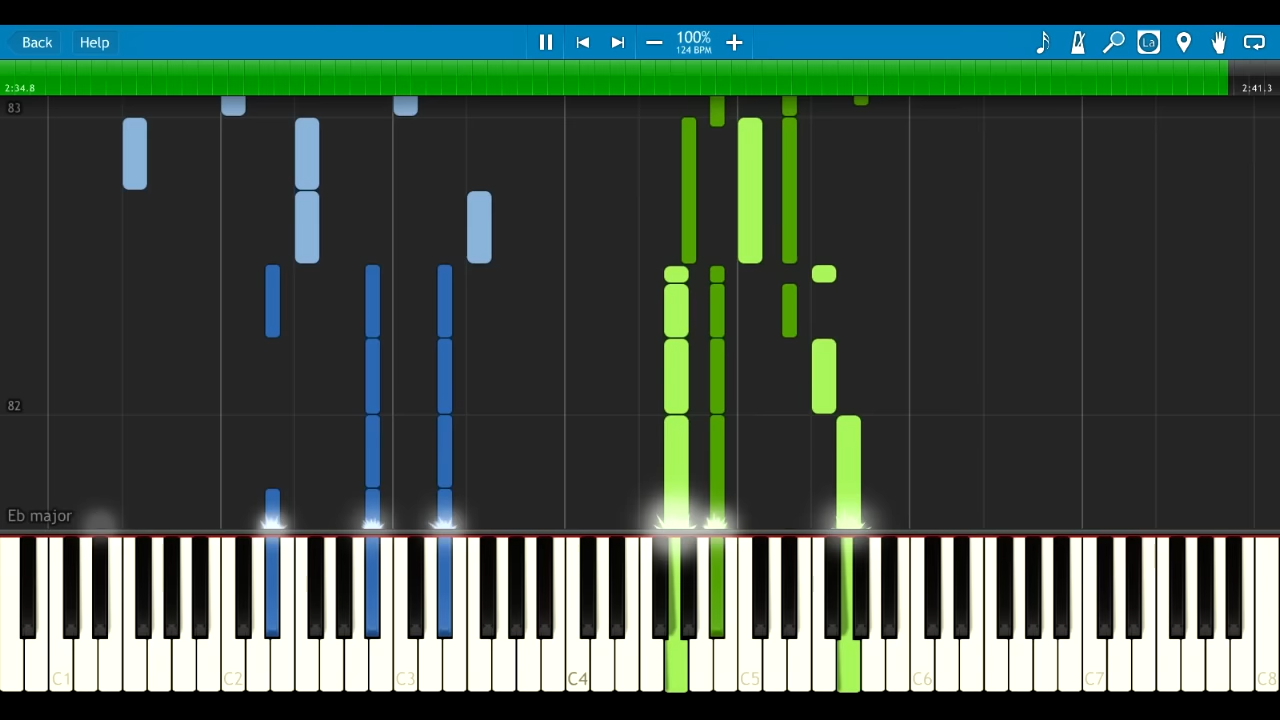 Back Help 100%
124 BPM
La
2:34.8 2:41.3
83
82
Eb major
C1 C2 C3 C4 C5 C6 C7 C8